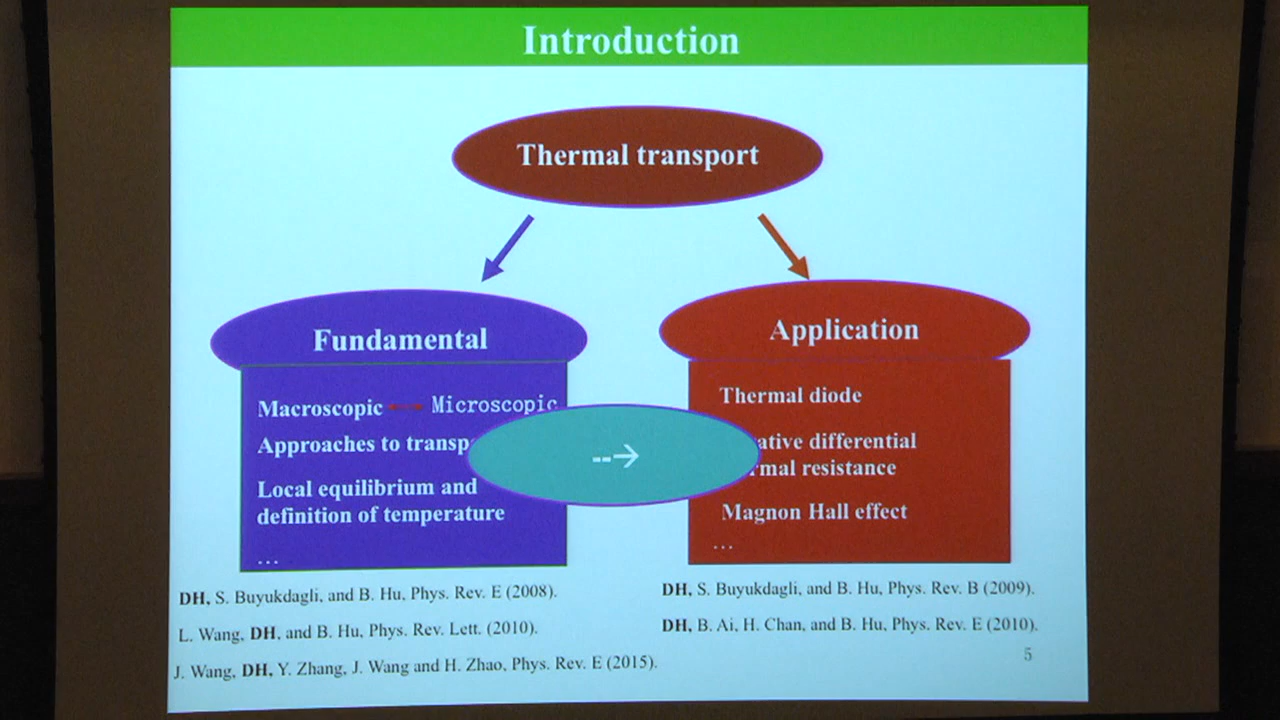 Introduction
Thermal transport
Fundamental
Macroscopic Microscopic
Approaches to transp
Local equilibrium and
definition of temperature
...
-->
Application
Thermal diode
ative differential
rmal resistance
Magnon Hall effect
...
DH, S. Buyukdagli, and B. Hu, Phys. Rev. E (2008).
L. Wang, DH, and B. Hu, Phys. Rev. Lett. (2010).
J. Wang, DH, Y. Zhang, J. Wang and H. Zhao, Phys. Rev. E (2015).
DH, S. Buyukdagli, and B. Hu, Phys. Rev. B (2009).
DH, B. Ai, H. Chan, and B. Hu, Phys. Rev. E (2010).
5